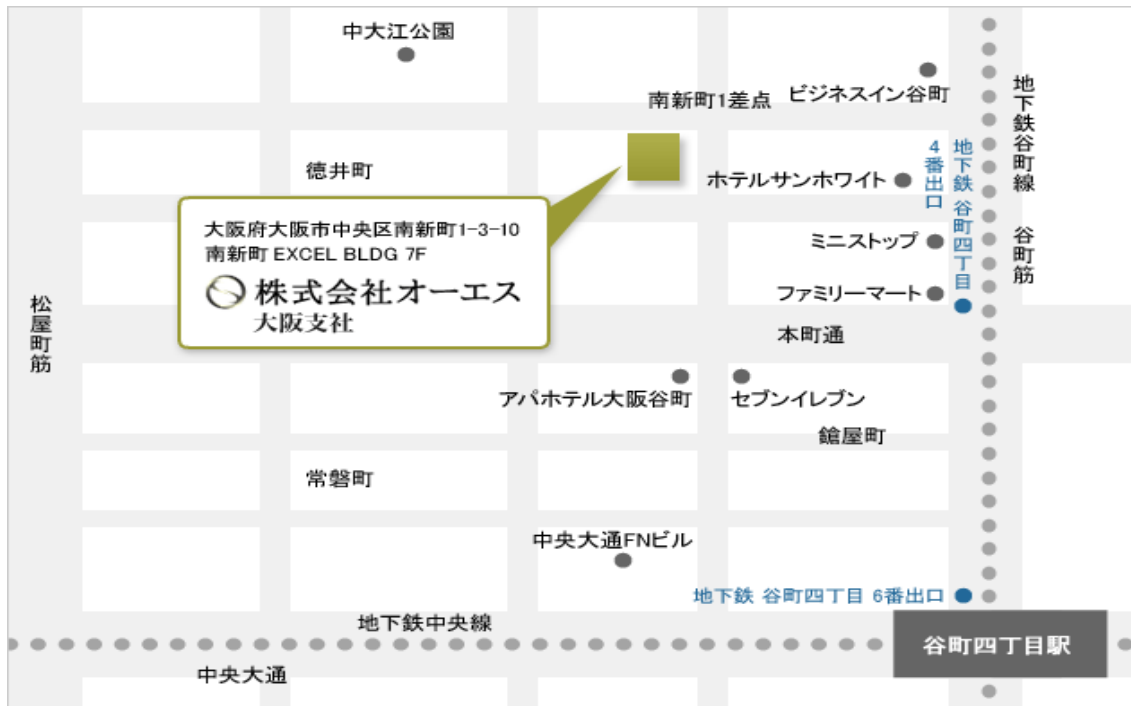 中大江公園
ビジネスイン谷町
南新町1差点
地下鉄谷町線 谷町筋
地下鉄 谷町四丁目
4番出口
徳井町
ホテルサンホワイト
大阪府大阪市中央区南新町1-3-10
南新町 EXCEL BLDG 7F
株式会社オーエス
大阪支社
ミニストップ
ファミリーマート
松屋町筋
本町通
アパホテル大阪谷町
セブンイレブン
鎗屋町
常磐町
中央大通FNビル
地下鉄 谷町四丁目 6番出口
地下鉄中央線
谷町四丁目駅
中央大通